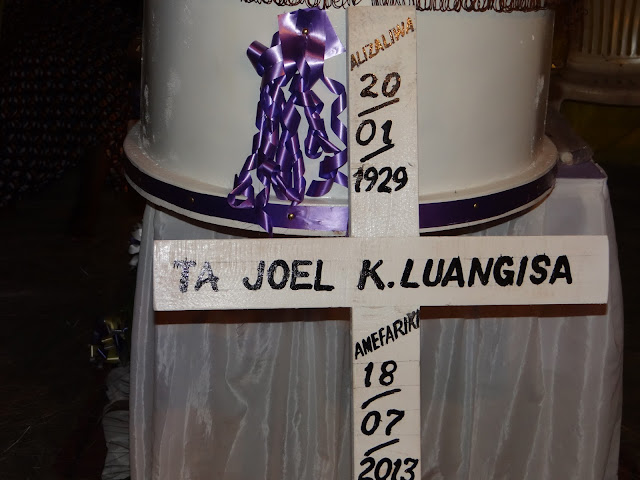 ALIZALIWA
20
01
1929
TA JOEL K. LUANGISA
AMEFARIKI
18
07
2013